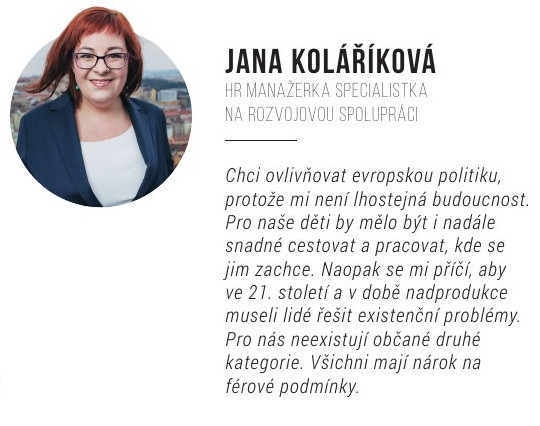 JANA KOLÁŘÍKOVÁ
HR MANAŽERKA SPECIALISTKA
NA ROZVOJOVOU SPOLUPRÁCI
Chci ovlivňovat evropskou politiku,
protože mi není lhostejná budoucnost.
Pro naše děti by mělo být i nadále
snadné cestovat a pracovat, kde se
jim zachce. Naopak se mi příčí, aby
ve 21. století a v době nadprodukce
museli lidé řešit existenční problémy.
Pro nás neexistují občané druhé
kategorie. Všichni mají nárok na
férové podmínky.